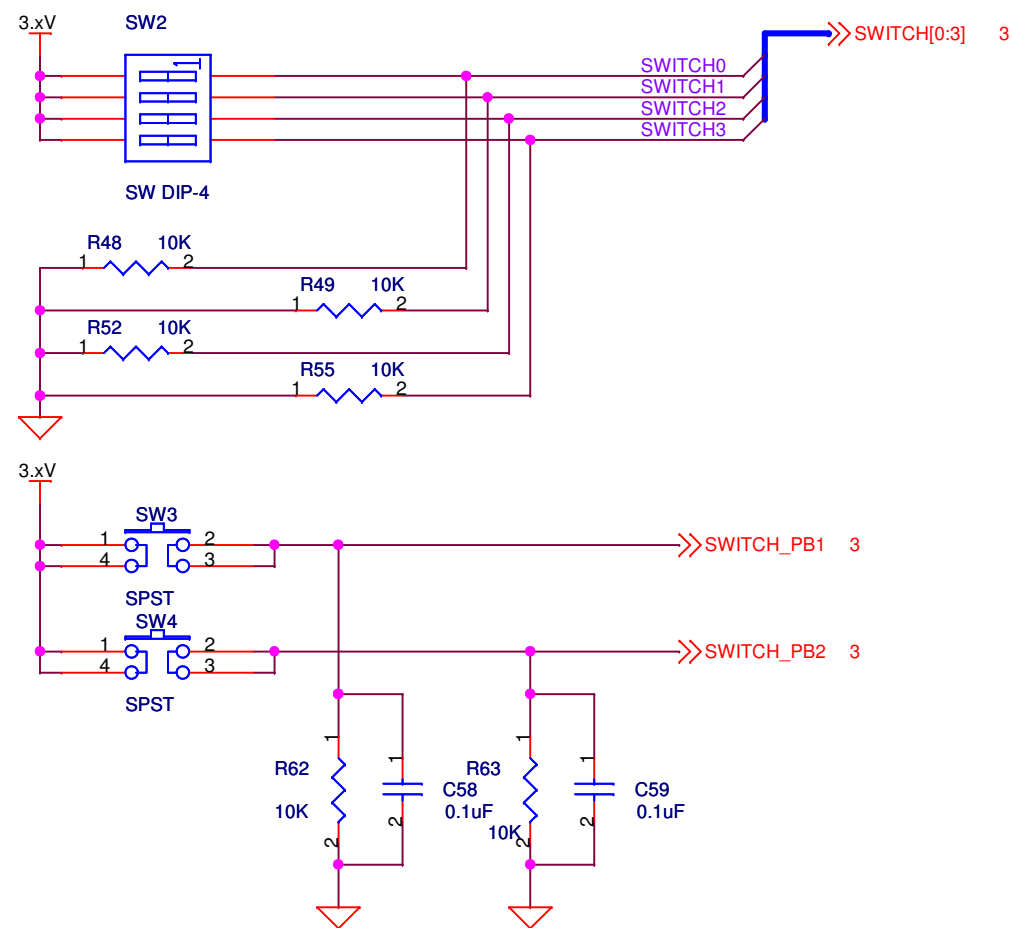 3.xV
SW2
1
SW DIP-4
SWITCH0
SWITCH1
SWITCH2
SWITCH3
SWITCH[0:3] 3
R48 10K
1 2
R49 10K
1 2
R52 10K
1 2
R55 10K
1 2
3.xV
SW3
1 2
4 3
SPST
SWITCH_PB1 3
SW4
1 2
4 3
SPST
SWITCH_PB2 3
1
R62
10K
2
1
C58
0.1uF
2
1
R63
10K
2
1
C59
0.1uF
2